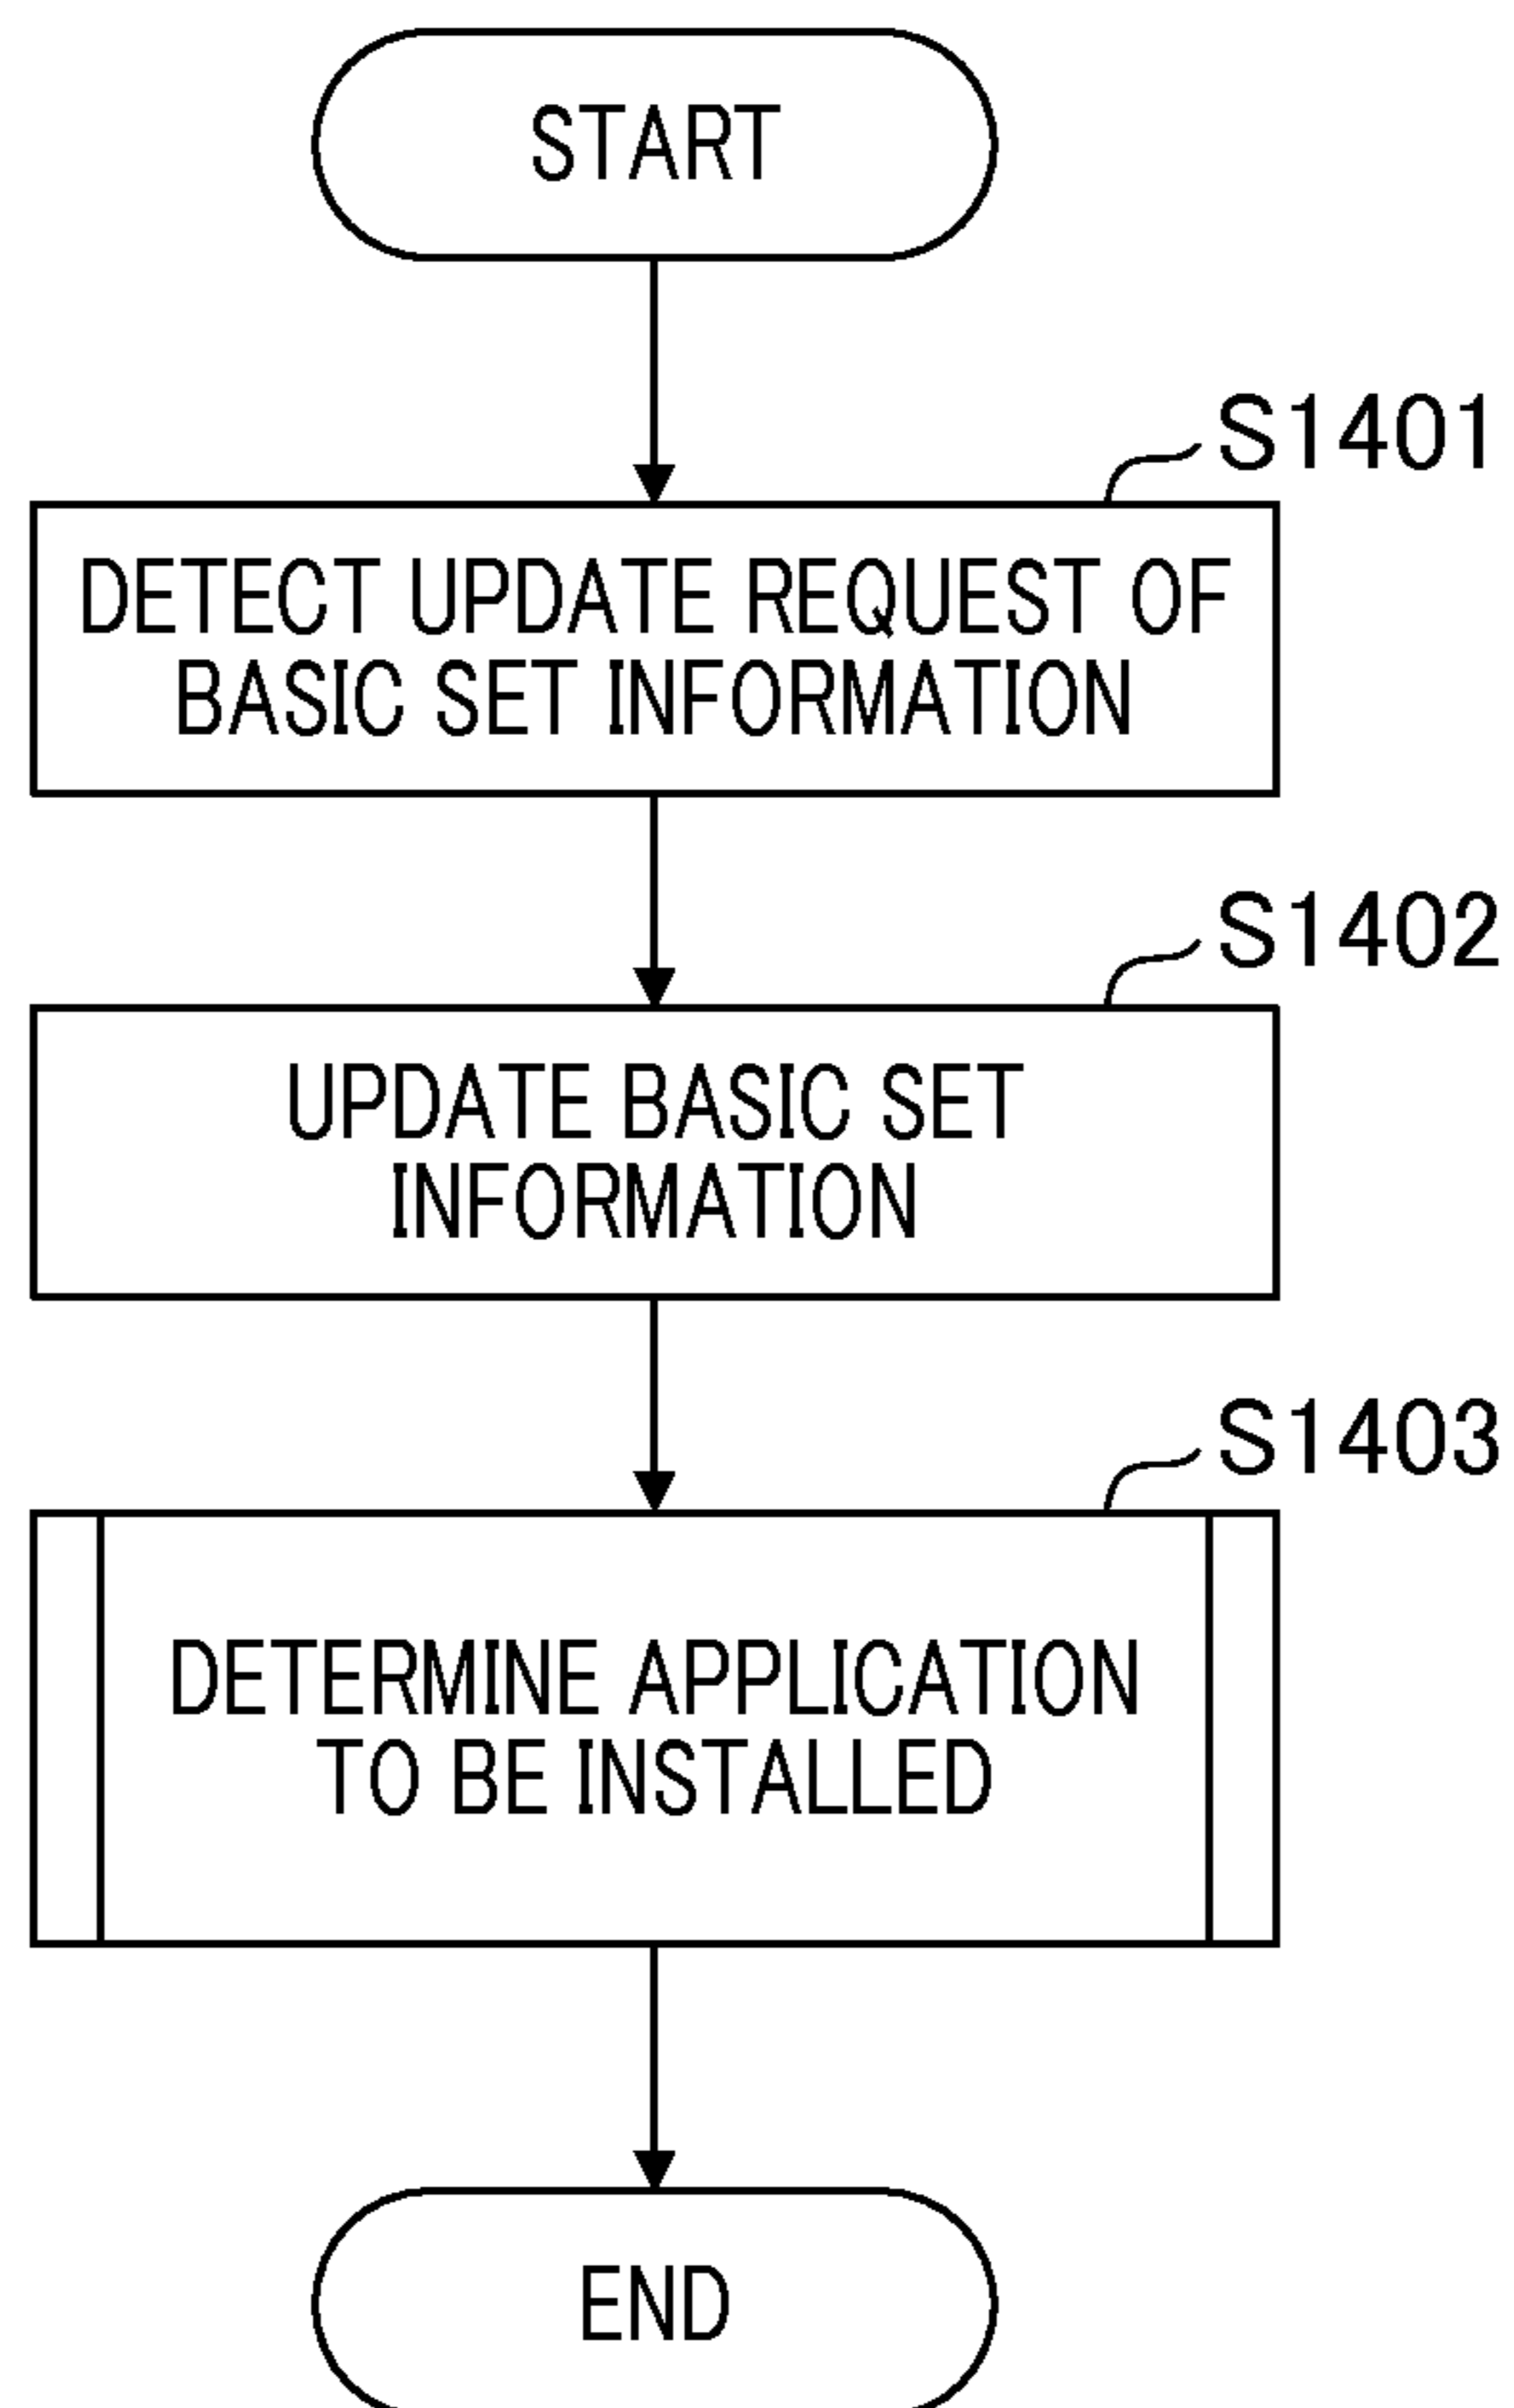 START
S1401
DETECT UPDATE REQUEST OF
BASIC SET INFORMATION
S1402
UPDATE BASIC SET
INFORMATION
S1403
DETERMINE APPLICATION
TO BE INSTALLED
END